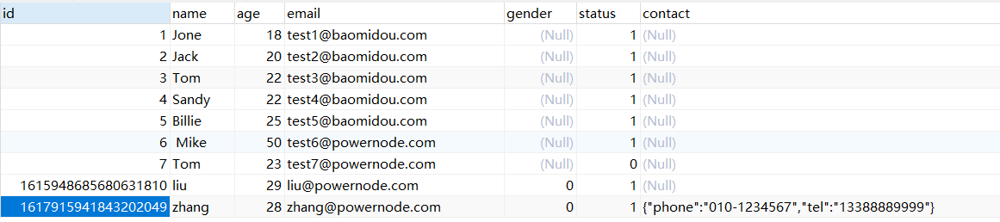 id name age email gender status contact
1 Jone 18 test1@baomidou.com (Null) 1 (Null)
2 Jack 20 test2@baomidou.com (Null) 1 (Null)
3 Tom 22 test3@baomidou.com (Null) 1 (Null)
4 Sandy 22 test4@baomidou.com (Null) 1 (Null)
5 Billie 25 test5@baomidou.com (Null) 1 (Null)
6 Mike 50 test6@powernode.com (Null) 1 (Null)
7 Tom 23 test7@powernode.com (Null) 0 (Null)
1615948685680631810 liu 29 liu@powernode.com 0 1 (Null)
1617915941843202049 zhang 28 zhang@powernode.com 0 1 {"phone":"010-1234567","tel":"13388889999"}